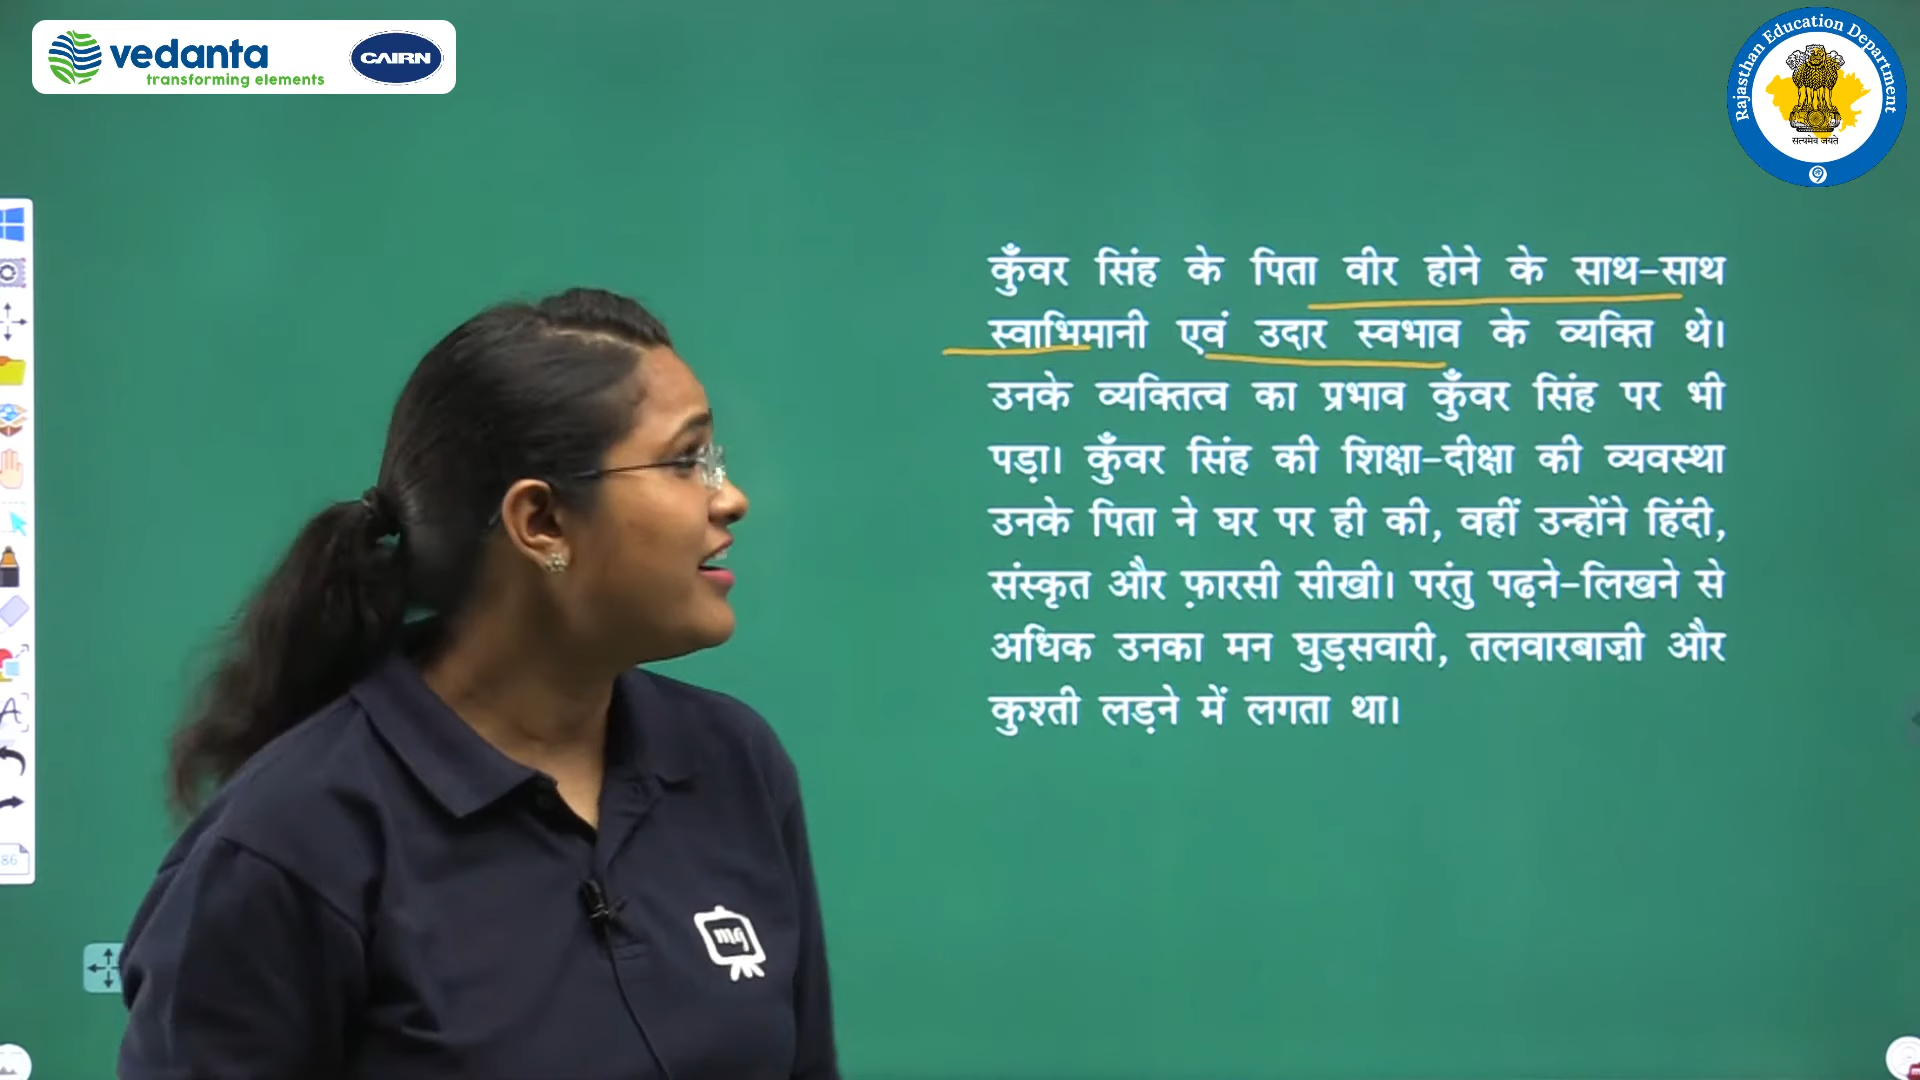 vedanta
transforming elements
CAIRN
Rajasthan Education Department
सत्यमेव जयते
कुँवर सिंह के पिता वीर होने के साथ-साथ
स्वाभिमानी एवं उदार स्वभाव के व्यक्ति थे।
उनके व्यक्तित्व का प्रभाव कुँवर सिंह पर भी
पड़ा। कुँवर सिंह की शिक्षा-दीक्षा की व्यवस्था
उनके पिता ने घर पर ही की, वहीं उन्होंने हिंदी,
संस्कृत और फ़ारसी सीखी। परंतु पढ़ने-लिखने से
अधिक उनका मन घुड़सवारी, तलवारबाज़ी और
कुश्ती लड़ने में लगता था।
86
mg